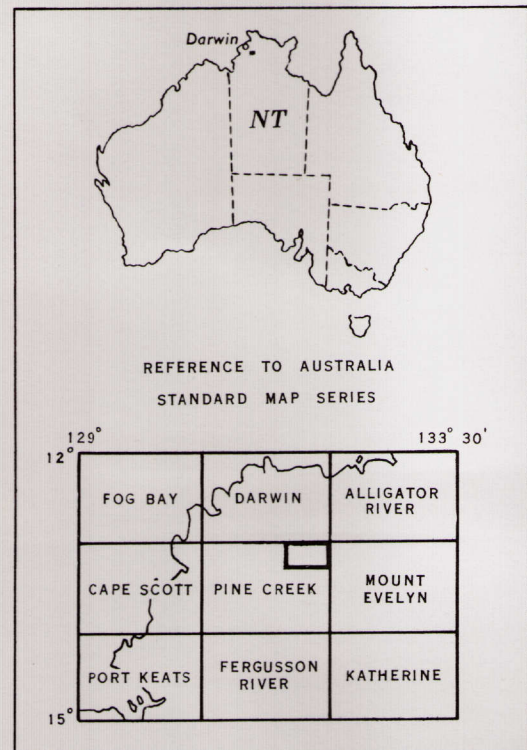 Darwin
NT
REFERENCE TO AUSTRALIA
STANDARD MAP SERIES
129° 133° 30'
12°
FOG BAY DARWIN ALLIGATOR
RIVER
CAPE SCOTT PINE CREEK MOUNT
EVELYN
PORT KEATS FERGUSSON
RIVER KATHERINE
15°